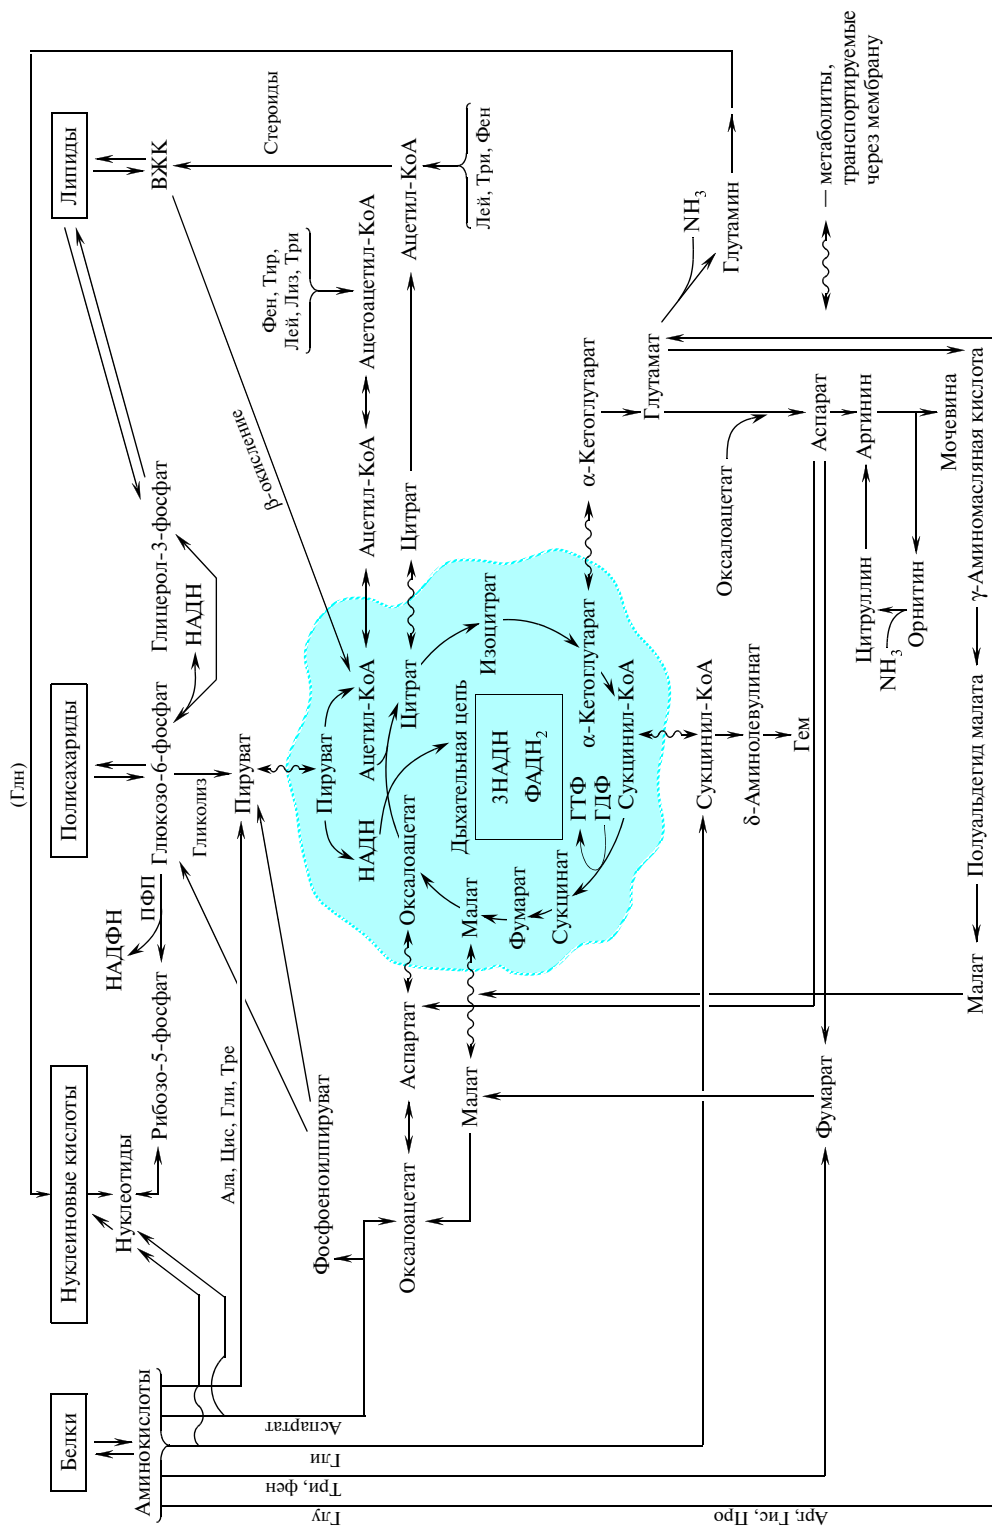 Белки
Нуклеиновые кислоты
Полисахариды
Липиды
(Глн)
Аминокислоты
Нуклеотиды
НАДФН
ПФП
Рибозо-5-фосфат
Глюкозо-6-фосфат
Глицерол-3-фосфат
НАДН
ВЖК
Стероиды
Гликолиз
Ала, Цис, Гли, Тре
Пируват
β-окисление
Фен, Тир,
Лей, Лиз, Три
Фосфоенолпируват
Пируват
НАДН
Ацетил-КоА
Ацетил-КоА
Ацетил-КоА
Ацетоацетил-КоА
Оксалоацетат
Аспартат
Оксалоацетат
Цитрат
Цитрат
Ацетил-КоА
Лей, Три, Фен
Малат
Малат
Дыхательная цепь
Изоцитрат
3НАДН
ФАДН2
Фумарат
Сукцинат
ГТФ
ГДФ
Сукцинил-КоА
α-Кетоглутарат
α-Кетоглутарат
Глутамат
NH3
Глутамин
Сукцинил-КоА
δ-Аминолевулинат
Гем
Оксалоацетат
Аспарат
Аргинин
Мочевина
Цитруллин
NH3
Орнитин
Фумарат
Малат
Полуальдегид малата
γ-Аминомасляная кислота
Аспартат
Гли
Три, фен
Глу
Арг, Гис, Про
— метаболиты,
транспортируемые
через мембрану